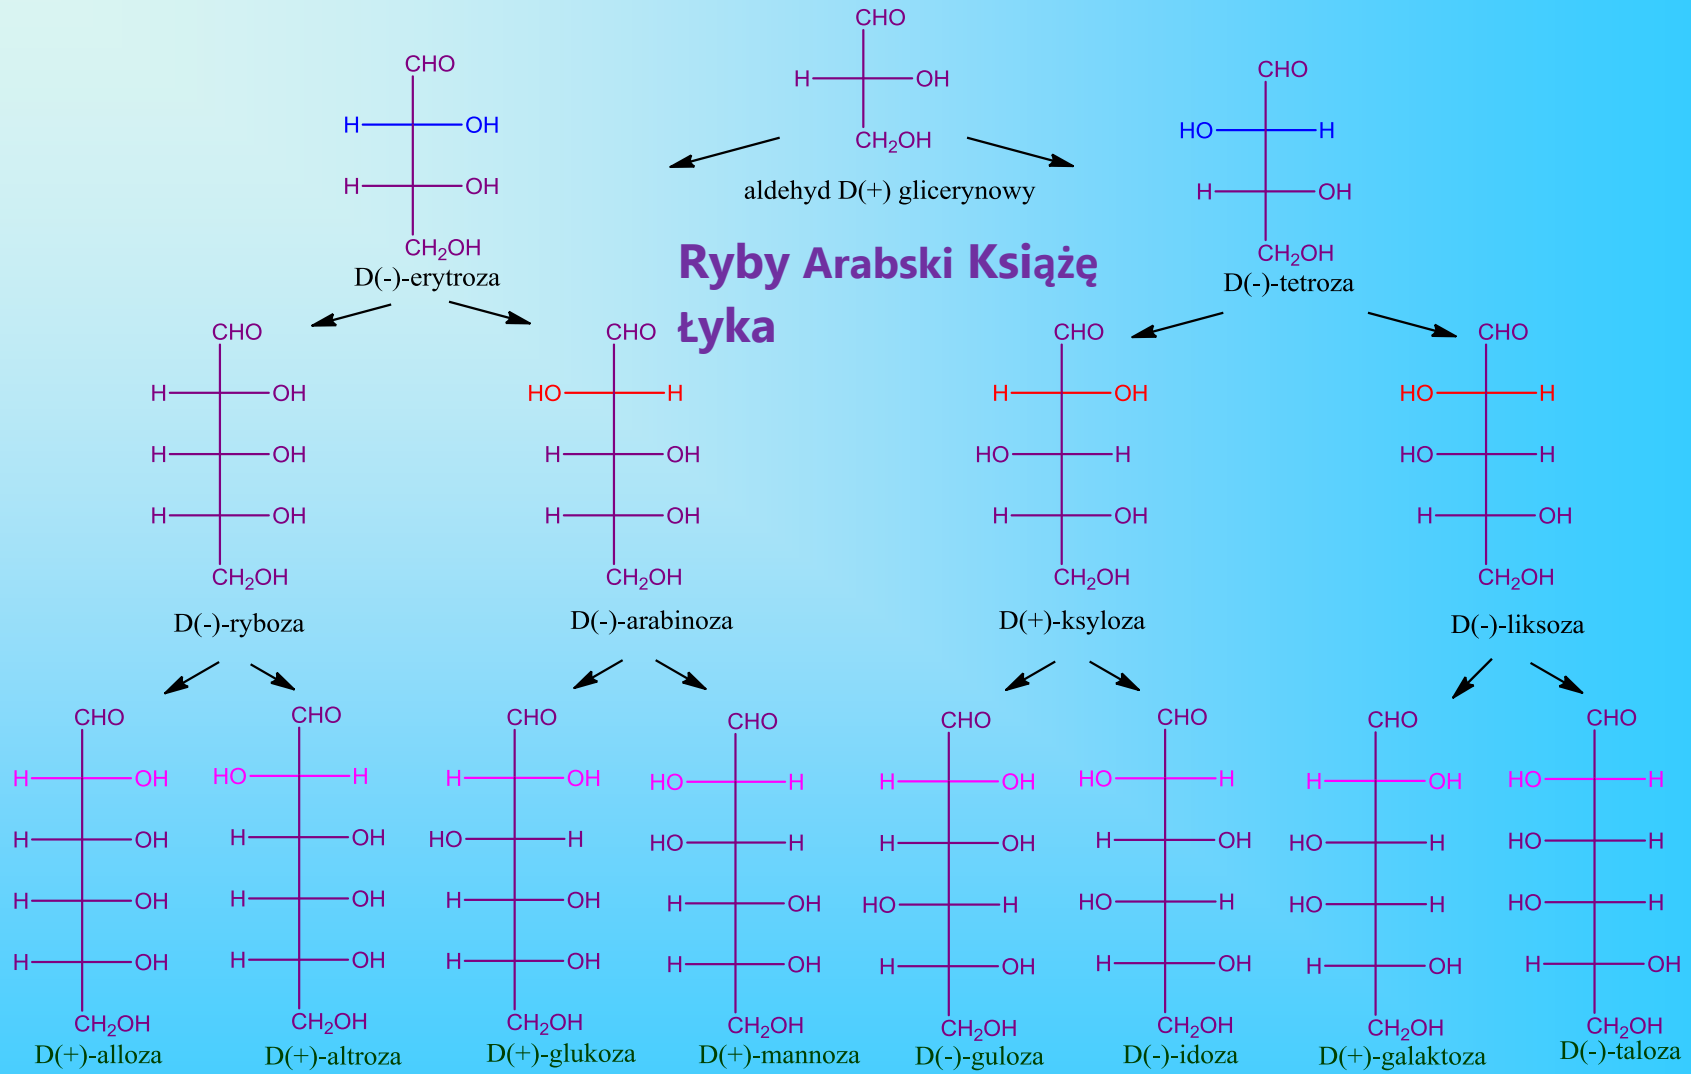 CHO
H OH
CH₂OH
aldehyd D(+) glicerynowy
CHO
H OH
H OH
CH₂OH
D(-)-erytroza
CHO
HO H
H OH
CH₂OH
D(-)-tetroza
Ryby Arabski Książę
Łyka
CHO
H OH
H OH
H OH
CH₂OH
D(-)-ryboza
CHO
HO H
H OH
H OH
CH₂OH
D(-)-arabinoza
CHO
H OH
HO H
H OH
CH₂OH
D(+)-ksyloza
CHO
HO H
HO H
H OH
CH₂OH
D(-)-liksoza
CHO
H OH
H OH
H OH
H OH
CH₂OH
D(+)-alloza
CHO
HO H
H OH
H OH
H OH
CH₂OH
D(+)-altroza
CHO
H OH
HO H
H OH
H OH
CH₂OH
D(+)-glukoza
CHO
HO H
HO H
H OH
H OH
CH₂OH
D(+)-mannoza
CHO
H OH
H OH
HO H
H OH
CH₂OH
D(-)-guloza
CHO
HO H
H OH
HO H
H OH
CH₂OH
D(-)-idoza
CHO
H OH
HO H
HO H
H OH
CH₂OH
D(+)-galaktoza
CHO
HO H
HO H
HO H
H OH
CH₂OH
D(-)-taloza